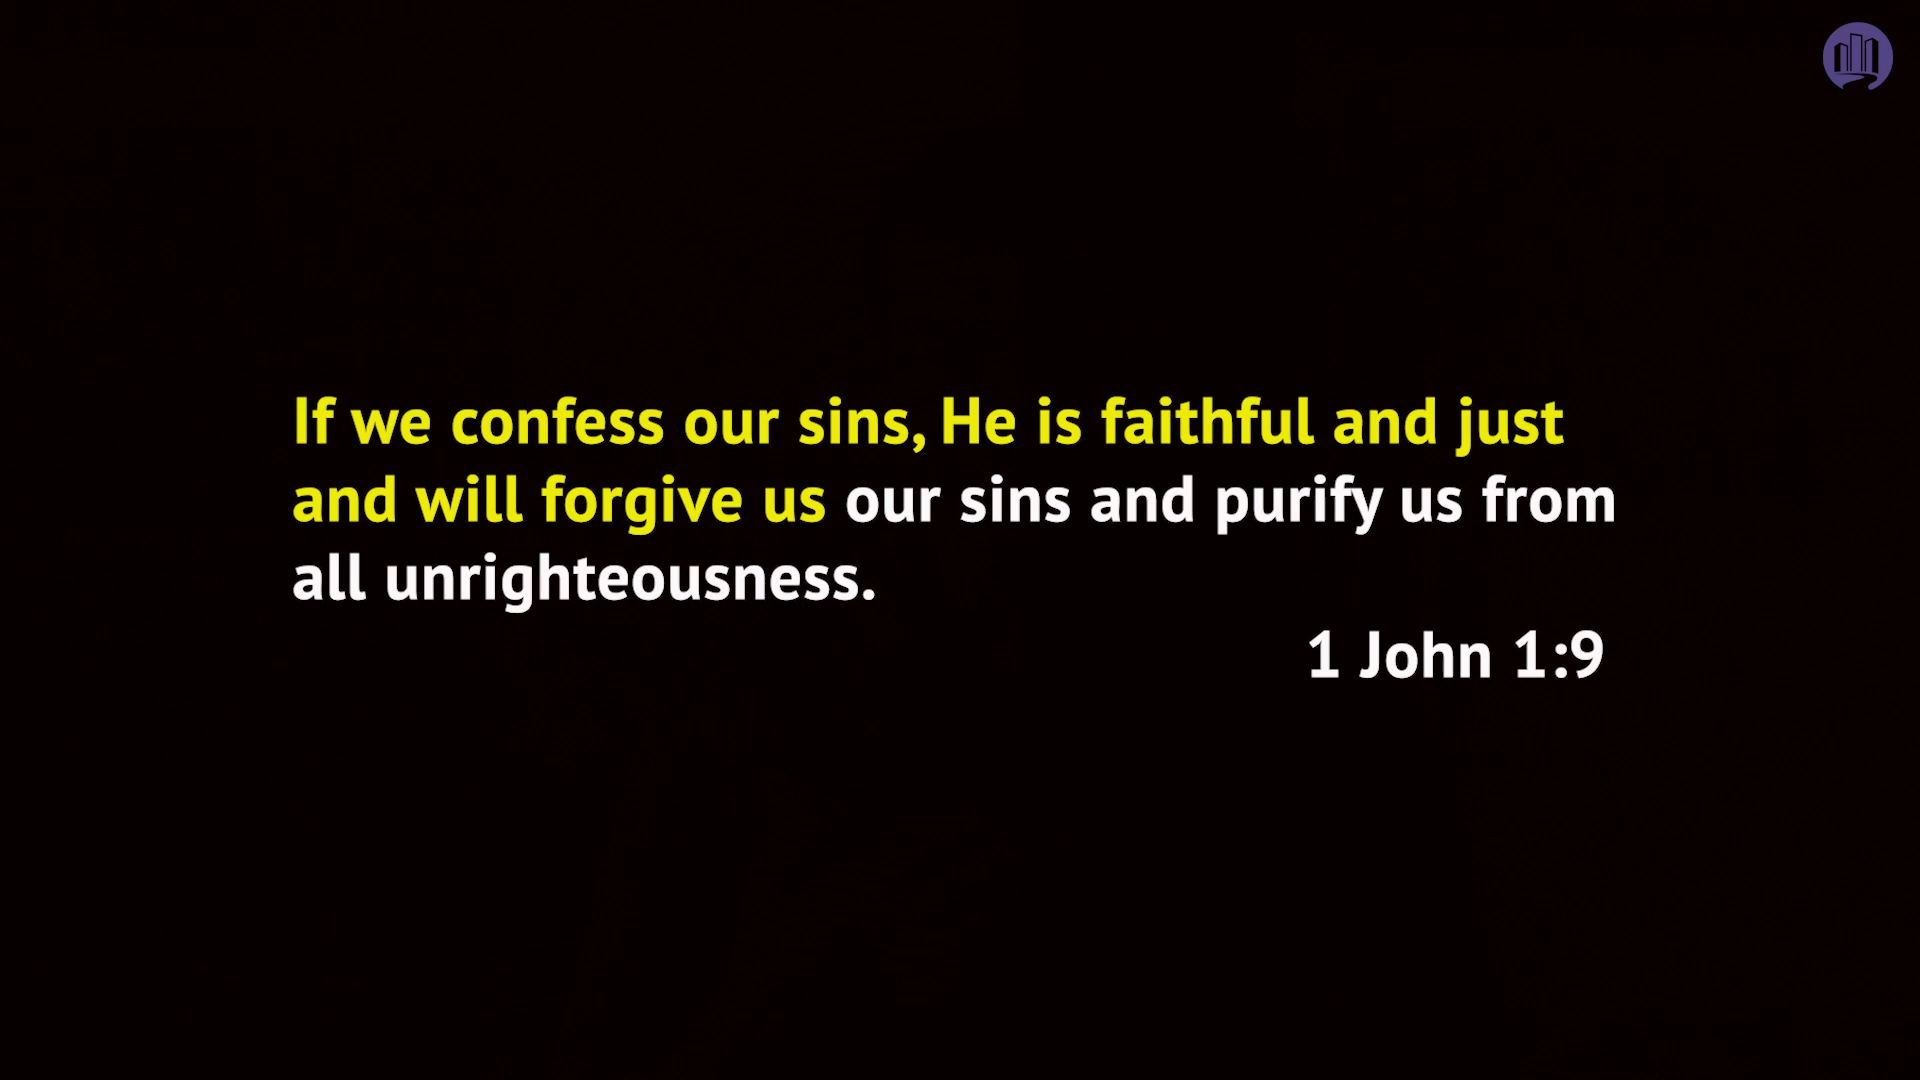 If we confess our sins, He is faithful and just
and will forgive us our sins and purify us from
all unrighteousness.
1 John 1:9